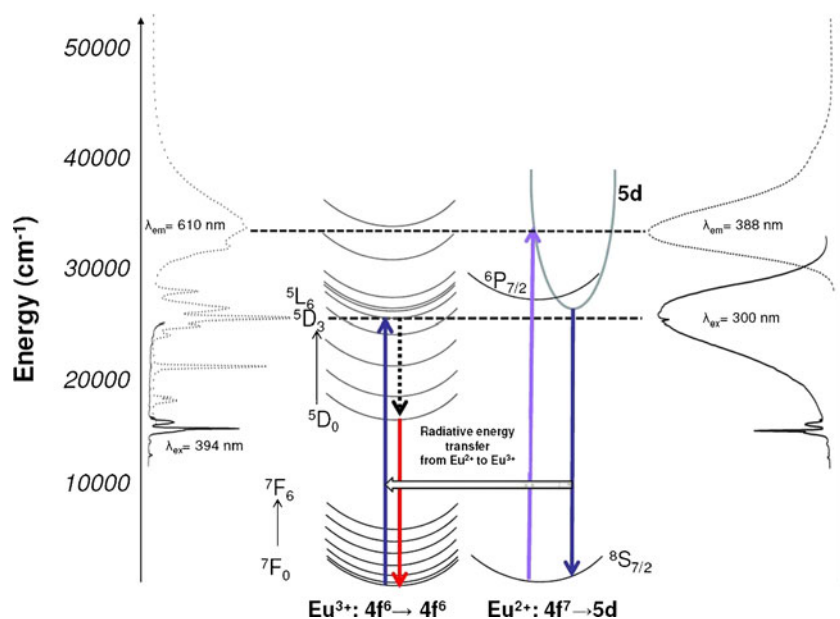 Energy (cm⁻¹)
50000
40000
30000
20000
10000
λem= 610 nm
λex= 394 nm
⁵L₆
⁵D₃
⁵D₀
⁷F₆
⁷F₀
5d
⁶P₇/₂
λem= 388 nm
λex= 300 nm
Radiative energy
transfer
from Eu²⁺ to Eu³⁺
⁸S₇/₂
Eu³⁺: 4f⁶→ 4f⁶
Eu²⁺: 4f⁷→5d